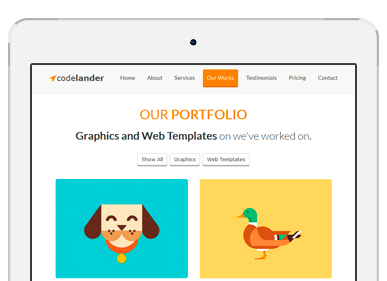 codelander Home About Services Our Works Testimonials Pricing Contact
OUR PORTFOLIO
Graphics and Web Templates on we've worked on.
Show All Graphics Web Templates